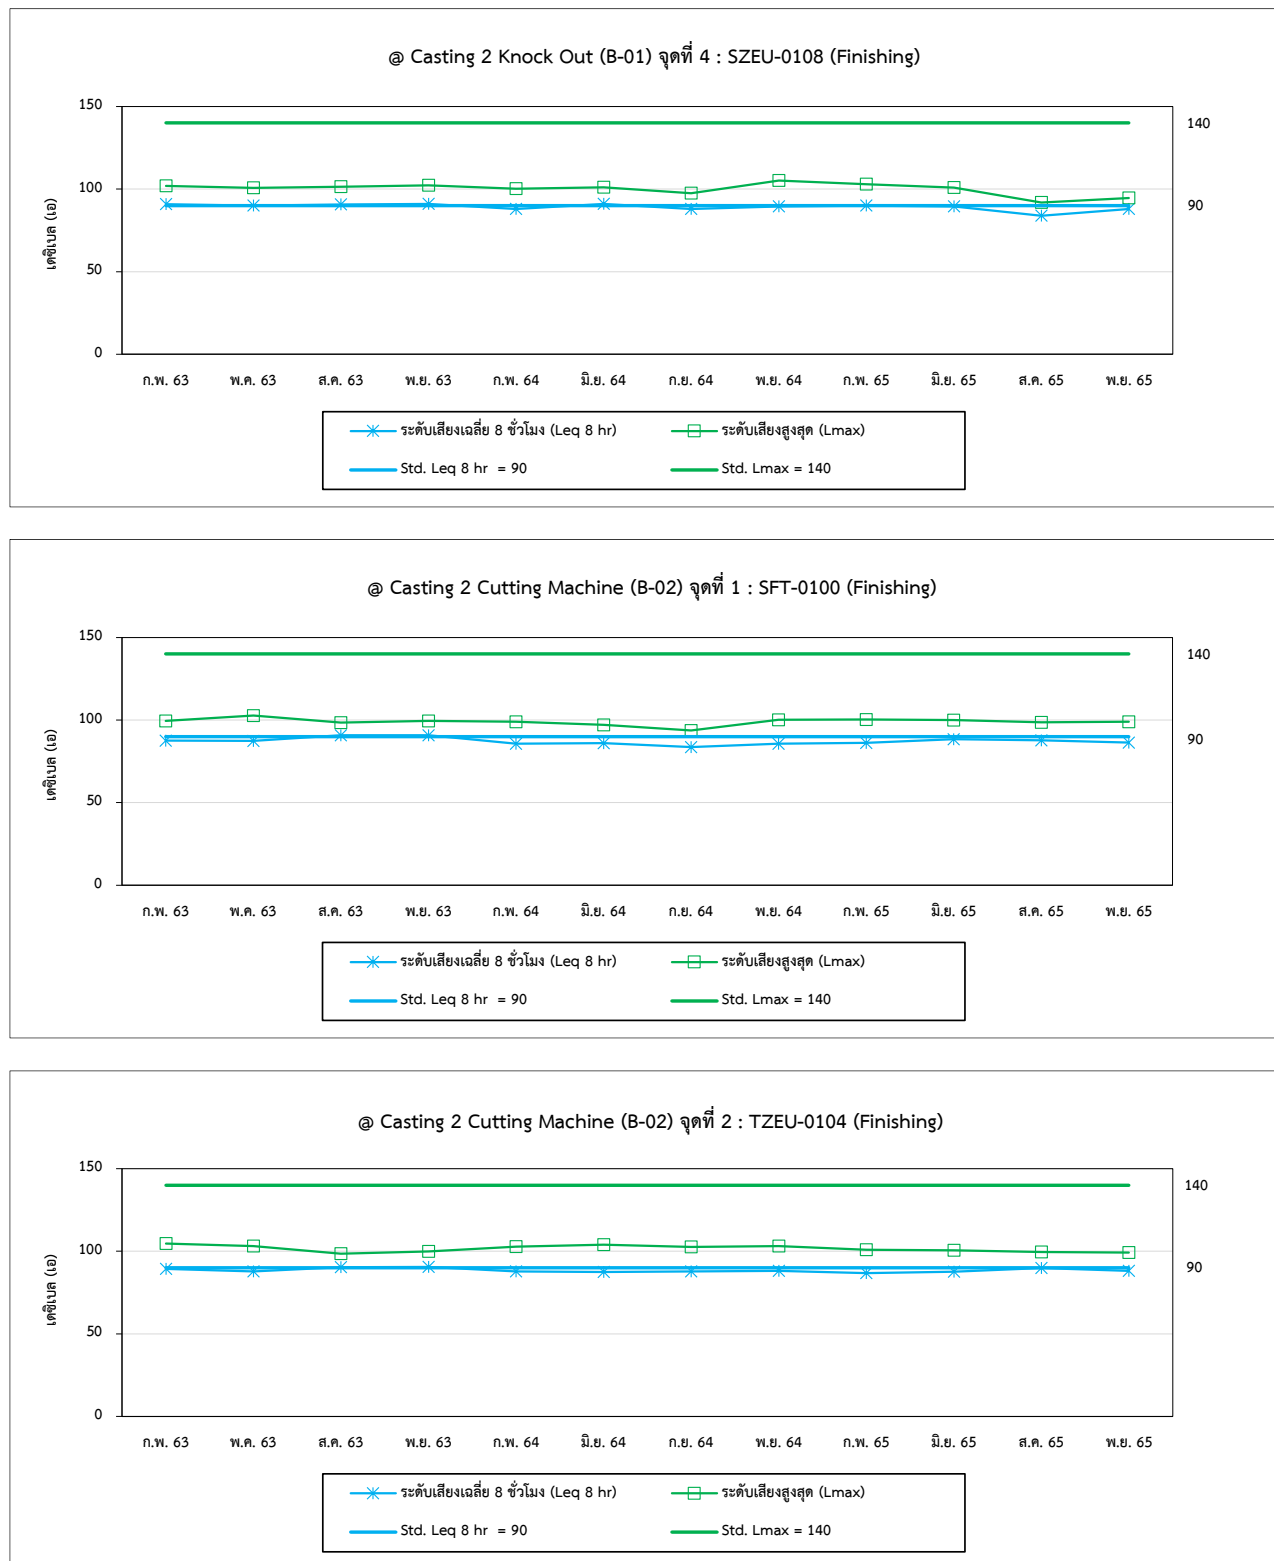 @ Casting 2 Knock Out (B-01) จุดที่ 4 : SZEU-0108 (Finishing)
150
140
100
90
50
0
เดซิเบล (เอ)
ก.พ. 63 พ.ค. 63 ส.ค. 63 พ.ย. 63 ก.พ. 64 มิ.ย. 64 ก.ย. 64 พ.ย. 64 ก.พ. 65 มิ.ย. 65 ส.ค. 65 พ.ย. 65
ระดับเสียงเฉลี่ย 8 ชั่วโมง (Leq 8 hr) ระดับเสียงสูงสุด (Lmax)
Std. Leq 8 hr = 90 Std. Lmax = 140
@ Casting 2 Cutting Machine (B-02) จุดที่ 1 : SFT-0100 (Finishing)
150
140
100
90
50
0
เดซิเบล (เอ)
ก.พ. 63 พ.ค. 63 ส.ค. 63 พ.ย. 63 ก.พ. 64 มิ.ย. 64 ก.ย. 64 พ.ย. 64 ก.พ. 65 มิ.ย. 65 ส.ค. 65 พ.ย. 65
ระดับเสียงเฉลี่ย 8 ชั่วโมง (Leq 8 hr) ระดับเสียงสูงสุด (Lmax)
Std. Leq 8 hr = 90 Std. Lmax = 140
@ Casting 2 Cutting Machine (B-02) จุดที่ 2 : TZEU-0104 (Finishing)
150
140
100
90
50
0
เดซิเบล (เอ)
ก.พ. 63 พ.ค. 63 ส.ค. 63 พ.ย. 63 ก.พ. 64 มิ.ย. 64 ก.ย. 64 พ.ย. 64 ก.พ. 65 มิ.ย. 65 ส.ค. 65 พ.ย. 65
ระดับเสียงเฉลี่ย 8 ชั่วโมง (Leq 8 hr) ระดับเสียงสูงสุด (Lmax)
Std. Leq 8 hr = 90 Std. Lmax = 140